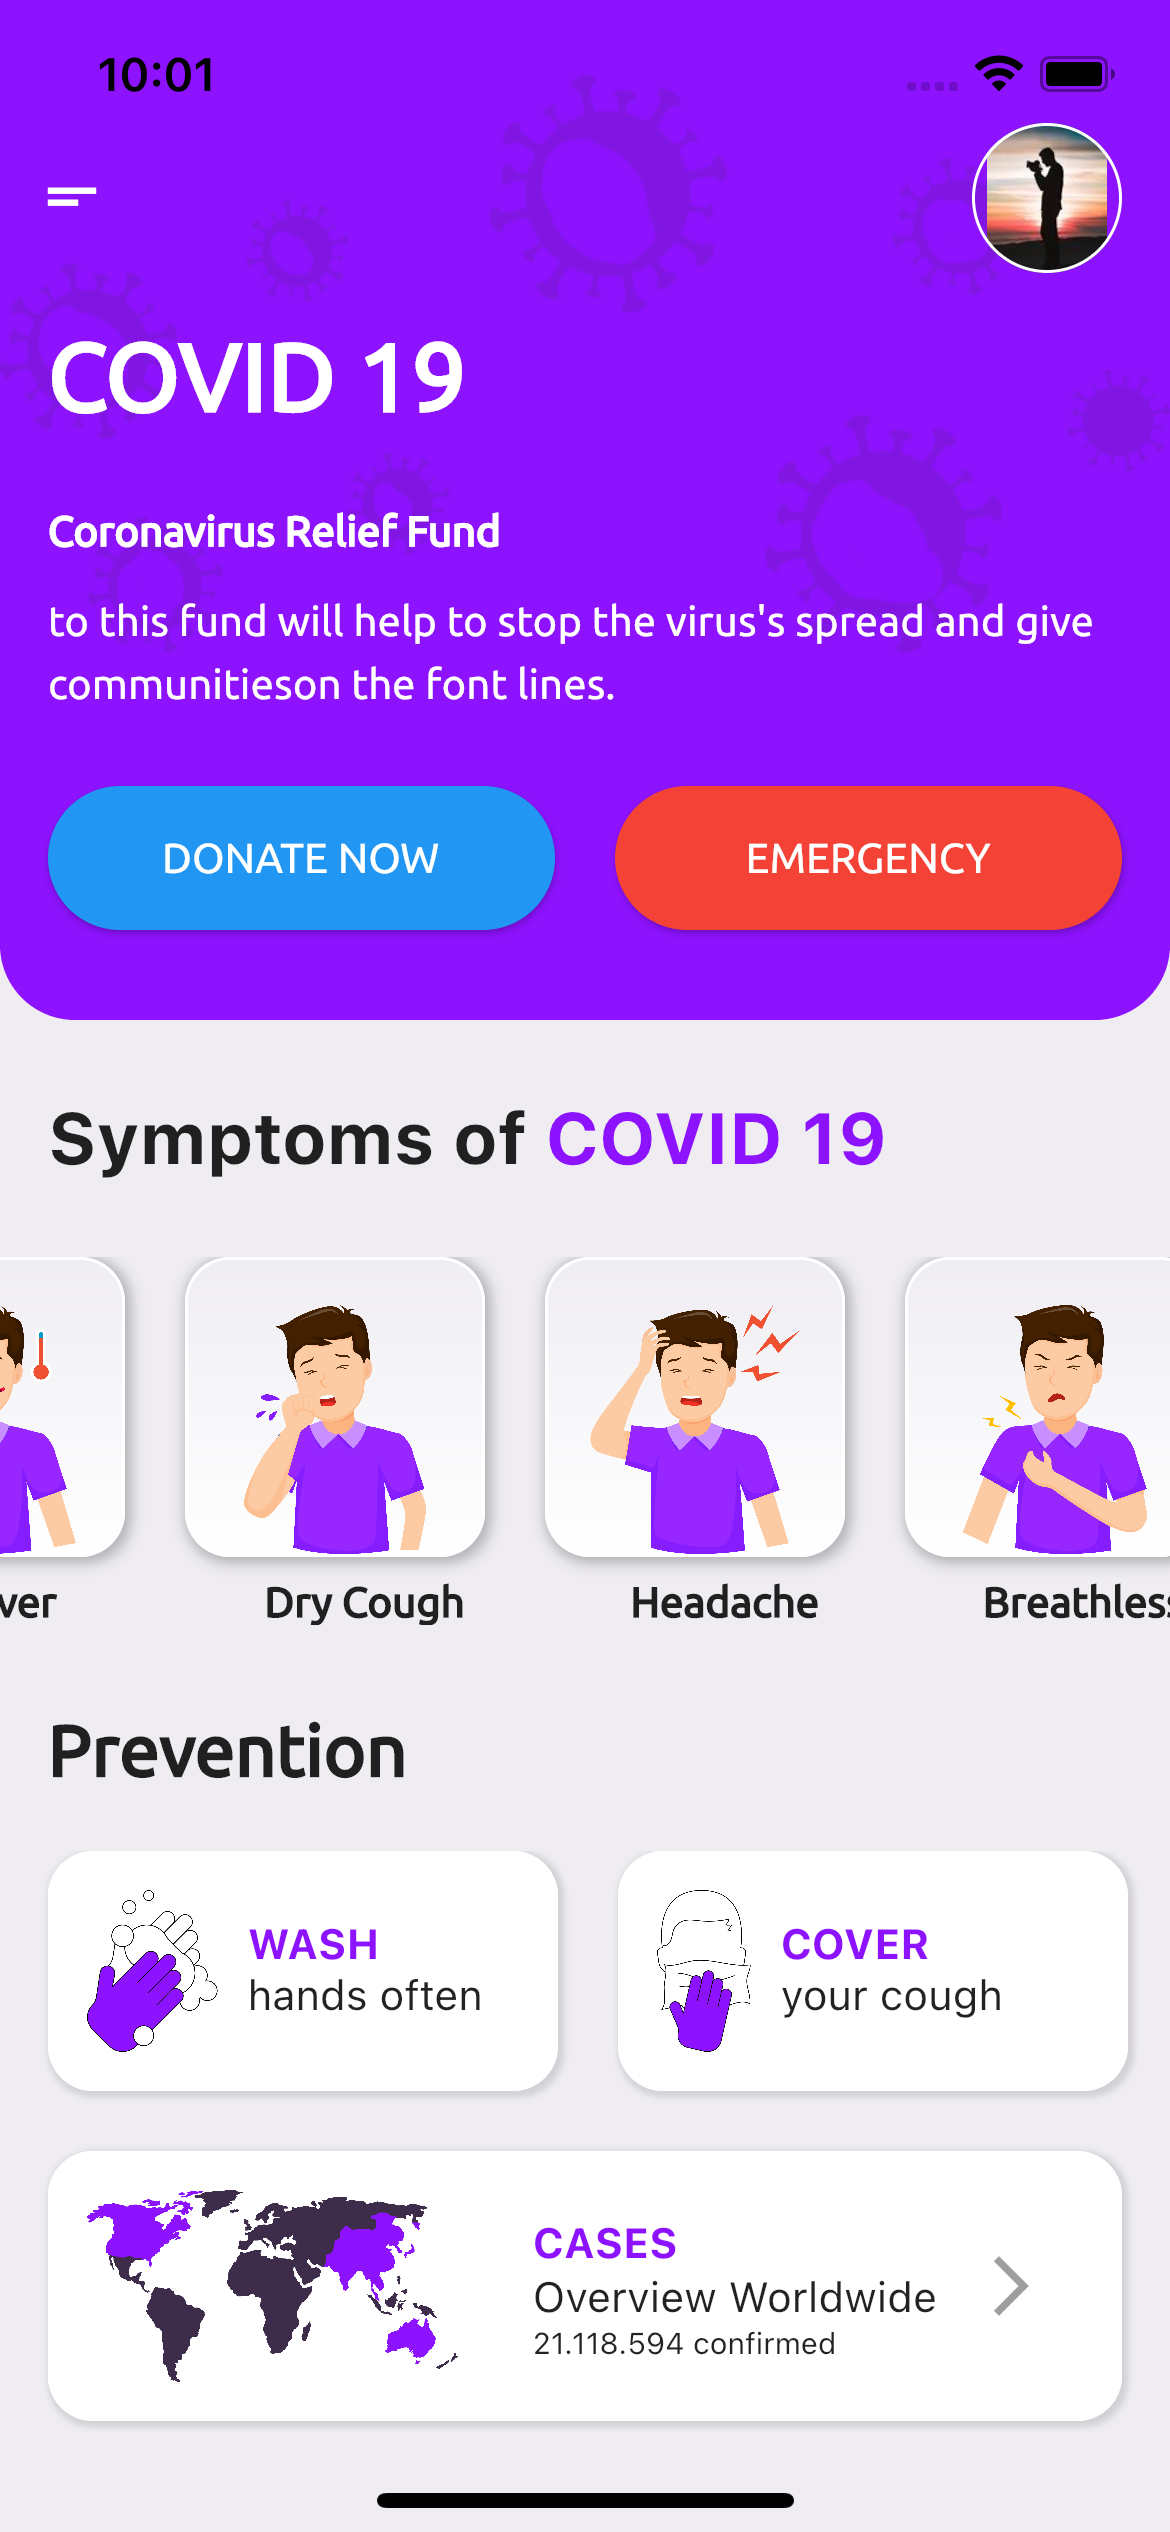 10:01
COVID 19
Coronavirus Relief Fund
to this fund will help to stop the virus's spread and give
communitieson the font lines.
DONATE NOW
EMERGENCY
Symptoms of COVID 19
ver
Dry Cough
Headache
Breathless
Prevention
WASH
hands often
COVER
your cough
CASES
Overview Worldwide
21.118.594 confirmed